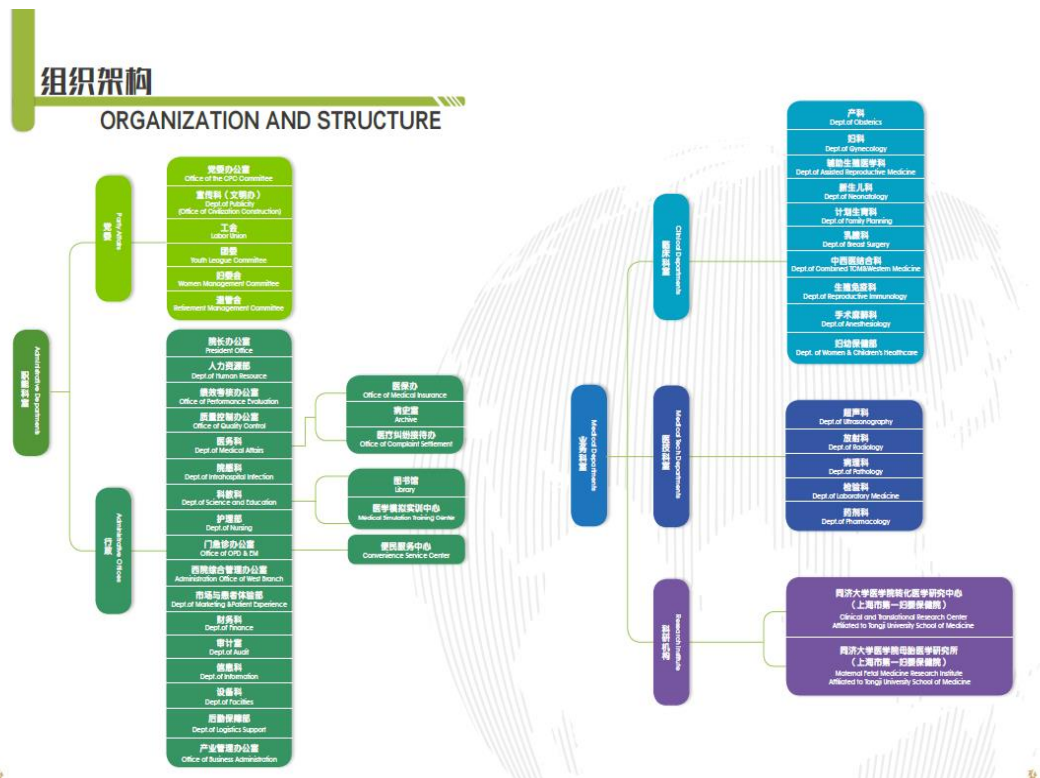 组织架构
ORGANIZATION AND STRUCTURE
职能科室
Administrative Departments
党委
Party Affairs
党委办公室
Office of the CPC Committee
宣传科（文明办）
Dept.of Publicity
(Office of Civilization Construction)
工会
Labor Union
团委
Youth League Committee
妇委会
Women Management Committee
退管会
Retirement Management Committee
行政
Administrative Offices
院长办公室
President Office
人力资源部
Dept.of Human Resource
绩效考核办公室
Office of Performance Evaluation
质量控制办公室
Office of Quality Control
医务科
Dept.of Medical Affairs
院感科
Dept.of Intrahospital Infection
科教科
Dept.of Science and Education
护理部
Dept.of Nuning
门急诊办公室
Office of OPD & EM
西院综合管理办公室
Administration Office of West Branch
市场与患者体验部
Dept.of Marketing &Patient Experience
财务科
Dept.of Finance
审计室
Dept.of Audit
信息科
Dept.of Information
设备科
Dept.of Facilities
后勤保障部
Dept.of Logistics Support
产业管理办公室
Office of Business Administration
医保办
Office of Medical Insurance
病史室
Archive
医疗纠纷接待办
Office of Complaint Settlement
图书馆
Library
医学模拟实训中心
Medical Simulation Training Center
便民服务中心
Convenience Service Center
业务科室
Medical Departments
临床科室
Clinical Departments
产科
Dept.of Obsterics
妇科
Dept.of Gynecology
辅助生殖医学科
Dept.of Assisted Reproductive Medicine
新生儿科
Dept.of Neonatology
计划生育科
Dept.of Family Planning
乳腺科
Dept.of Breast Surgery
中西医结合科
Dept.of Combined TCM&Western Medicine
生殖免疫科
Dept.of Reproductive Immunology
手术麻醉科
Dept.of Anesthesiology
妇幼保健部
Dept. of Women & Children's Healthcare
医技科室
Medical Tech Departments
超声科
Dept.of Ultrasonography
放射科
Dept.of Radiology
病理科
Dept.of Pathology
检验科
Dept.of Laboratory Medicine
药剂科
Dept.of Pharmacology
科研机构
Research Institute
同济大学医学院转化医学研究中心
（上海市第一妇婴保健院）
Clinical and Translational Research Center
Affiliated to Tongji University School of Medicine
同济大学医学院母胎医学研究所
（上海市第一妇婴保健院）
Maternal Fetal Medicine Research Institute
Affiliated to Tongji University School of Medicine